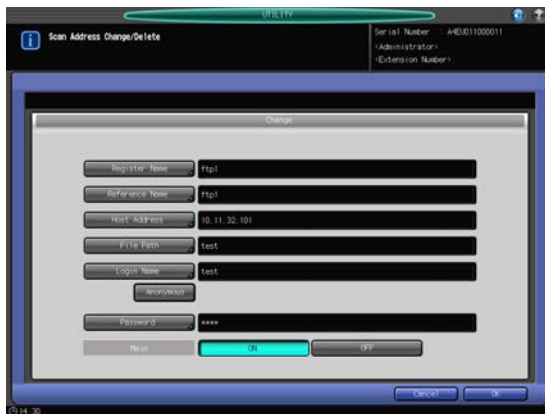 UTILITY
Scan Address Change/Delete
Serial Number : A4EU011000011
<Administrator>
<Extension Number>
Change
Register Name ftp1
Reference Name ftp1
Host Address 10.11.32.101
File Path test
Login Name test
Anonymous
Password ****
Main ON OFF
Cancel OK
14:38